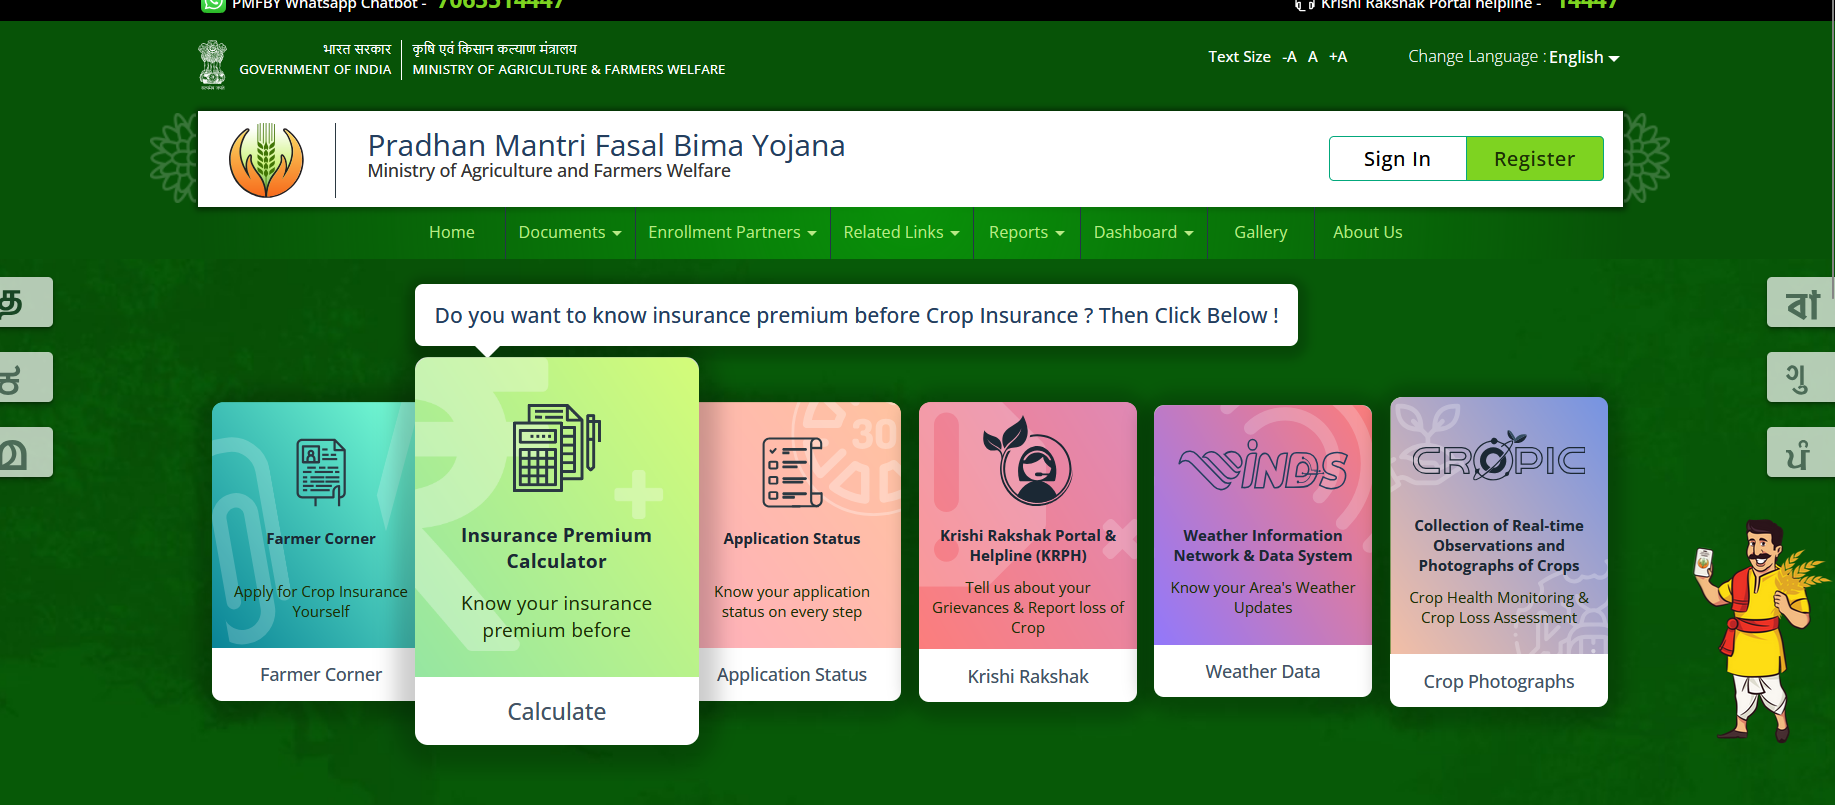 PMFBY Whatsapp Chatbot - 7065514447
Krishi Rakshak Portal helpline - 14447
भारत सरकार
GOVERNMENT OF INDIA
कृषि एवं किसान कल्याण मंत्रालय
MINISTRY OF AGRICULTURE & FARMERS WELFARE
Text Size -A A +A
Change Language : English
Pradhan Mantri Fasal Bima Yojana
Ministry of Agriculture and Farmers Welfare
Sign In
Register
Home
Documents
Enrollment Partners
Related Links
Reports
Dashboard
Gallery
About Us
த
ಕ
മ
বা
ગુ
ਪੰ
Do you want to know insurance premium before Crop Insurance ? Then Click Below !
Farmer Corner
Apply for Crop Insurance
Yourself
Farmer Corner
Insurance Premium
Calculator
Know your insurance
premium before
Calculate
30
Application Status
Know your application
status on every step
Application Status
Krishi Rakshak Portal &
Helpline (KRPH)
Tell us about your
Grievances & Report loss of
Crop
Krishi Rakshak
WINDS
Weather Information
Network & Data System
Know your Area's Weather
Updates
Weather Data
CROPIC
Collection of Real-time
Observations and
Photographs of Crops
Crop Health Monitoring &
Crop Loss Assessment
Crop Photographs